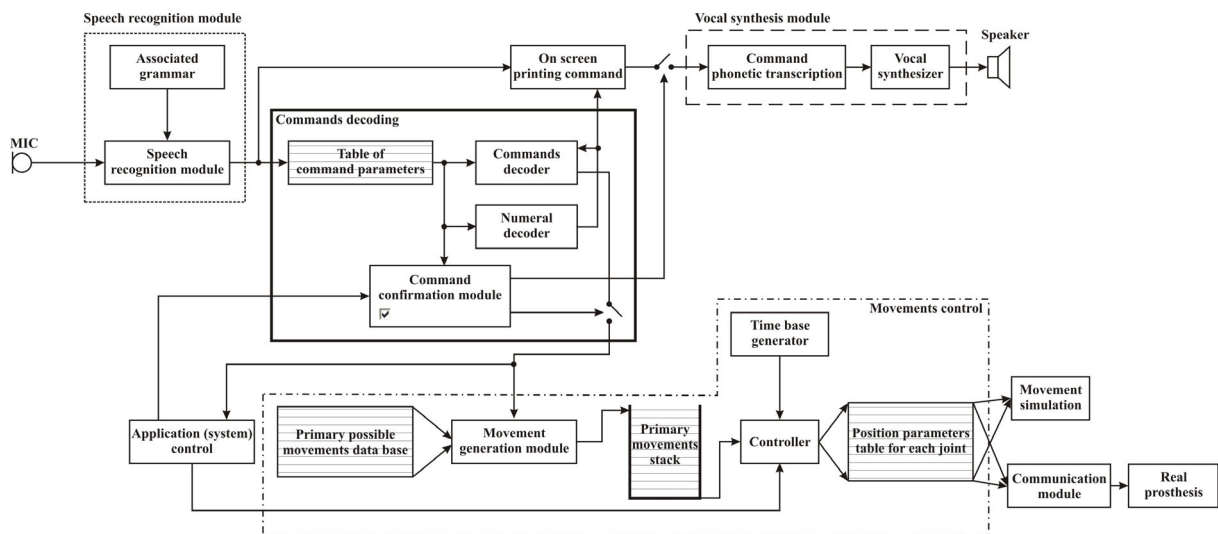 Speech recognition module
Vocal synthesis module
Speaker
Associated
grammar
On screen
printing command
Command
phonetic transcription
Vocal
synthesizer
Commands decoding
MIC
Speech
recognition module
Table of
command parameters
Commands
decoder
Numeral
decoder
Command
confirmation module
Movements control
Time base
generator
Movement
simulation
Application (system)
control
Primary possible
movements data base
Movement
generation module
Primary
movements
stack
Controller
Position parameters
table for each joint
Communication
module
Real
prosthesis